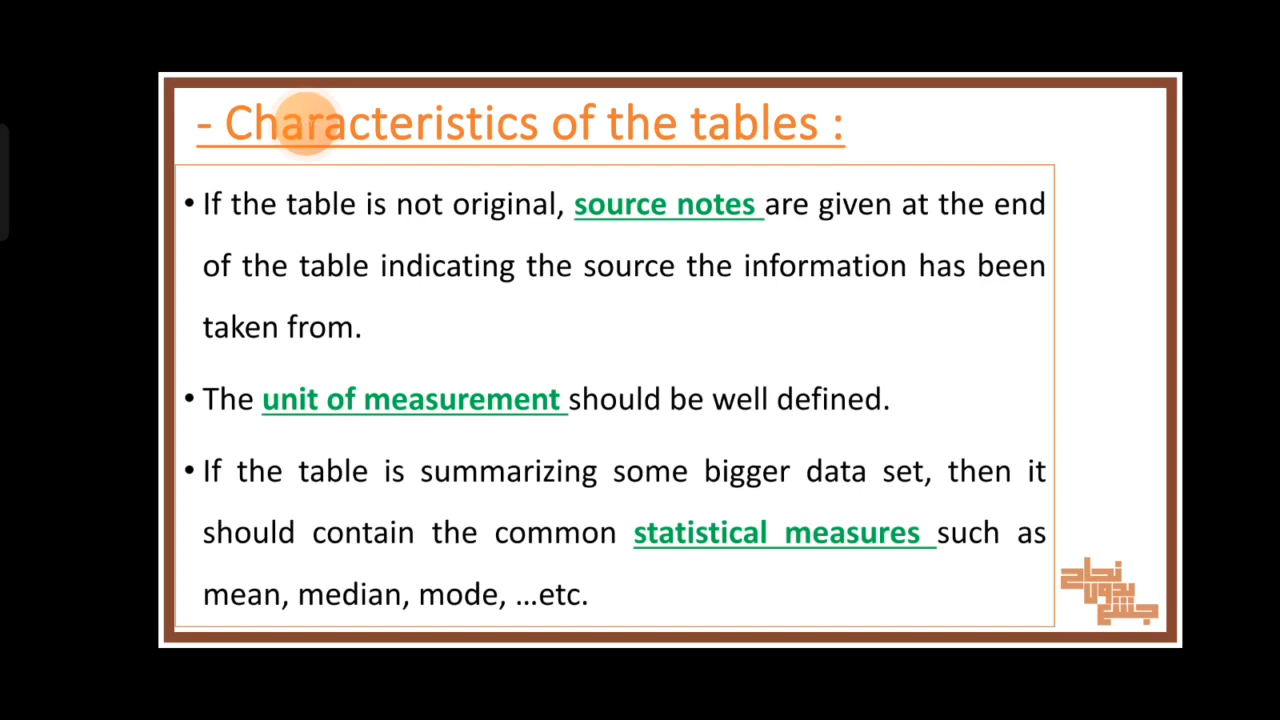 - Characteristics of the tables :
• If the table is not original, source notes are given at the end
of the table indicating the source the information has been
taken from.
• The unit of measurement should be well defined.
• If the table is summarizing some bigger data set, then it
should contain the common statistical measures such as
mean, median, mode, ...etc.
نجاح
بدون
جشع